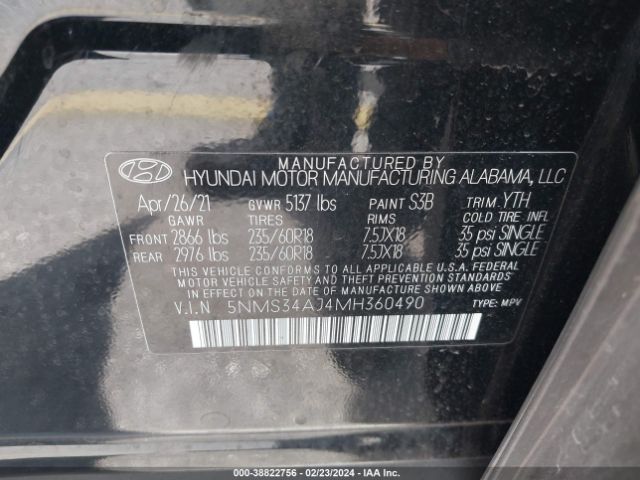 MANUFACTURED BY
HYUNDAI MOTOR MANUFACTURING ALABAMA, LLC
Apr/26/21 GVWR 5137 lbs PAINT S3B TRIM. YTH
GAWR TIRES RIMS COLD TIRE INFL
FRONT 2866 lbs 235/60R18 7.5JX18 35 psi SINGLE
REAR 2976 lbs 235/60R18 7.5JX18 35 psi SINGLE
THIS VEHICLE CONFORMS TO ALL APPLICABLE U.S.A. FEDERAL
MOTOR VEHICLE SAFETY AND THEFT PREVENTION STANDARDS
IN EFFECT ON THE DATE OF MANUFACTURE SHOWN ABOVE
V.I.N 5NMS34AJ4MH360490 TYPE: MPV
000-38822756 — 02/23/2024 — IAA Inc.